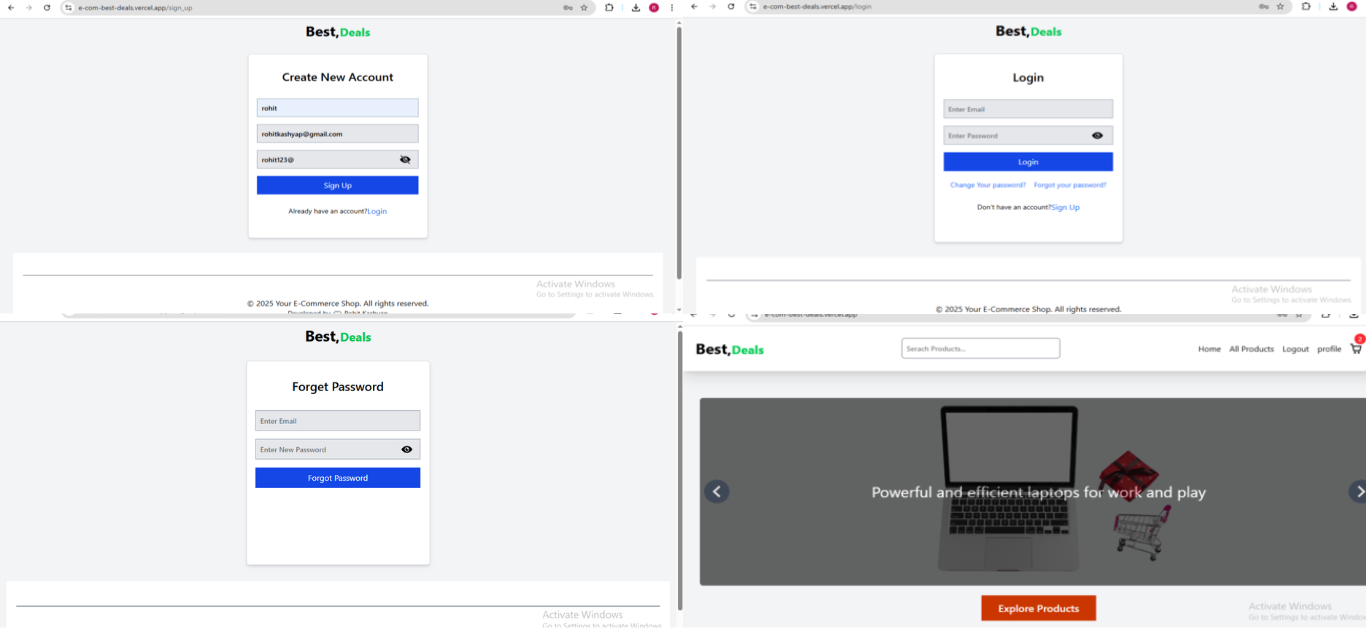 e-com-best-deals.vercel.app/sign_up
Best,Deals
Create New Account
rohit
rohitkashyap@gmail.com
rohit123@
Sign Up
Already have an account?Login
Activate Windows
Go to Settings to activate Windows.
© 2025 Your E-Commerce Shop. All rights reserved.
Developed by Rohit Kashyap
e-com-best-deals.vercel.app/login
R
Best,Deals
Login
Enter Email
Enter Password
Login
Change Your password? Forgot your password?
Don't have an account?Sign Up
Activate Windows
Go to Settings to activate Windows.
© 2025 Your E-Commerce Shop. All rights reserved.
Best,Deals
Forget Password
Enter Email
Enter New Password
Forgot Password
Activate Windows
Go to Settings to activate Windows.
e-com-best-deals.vercel.app
Best,Deals
Serach Products...
Home All Products Logout profile 2
Powerful and efficient laptops for work and play
Explore Products
Activate Windows
Go to Settings to activate Windows